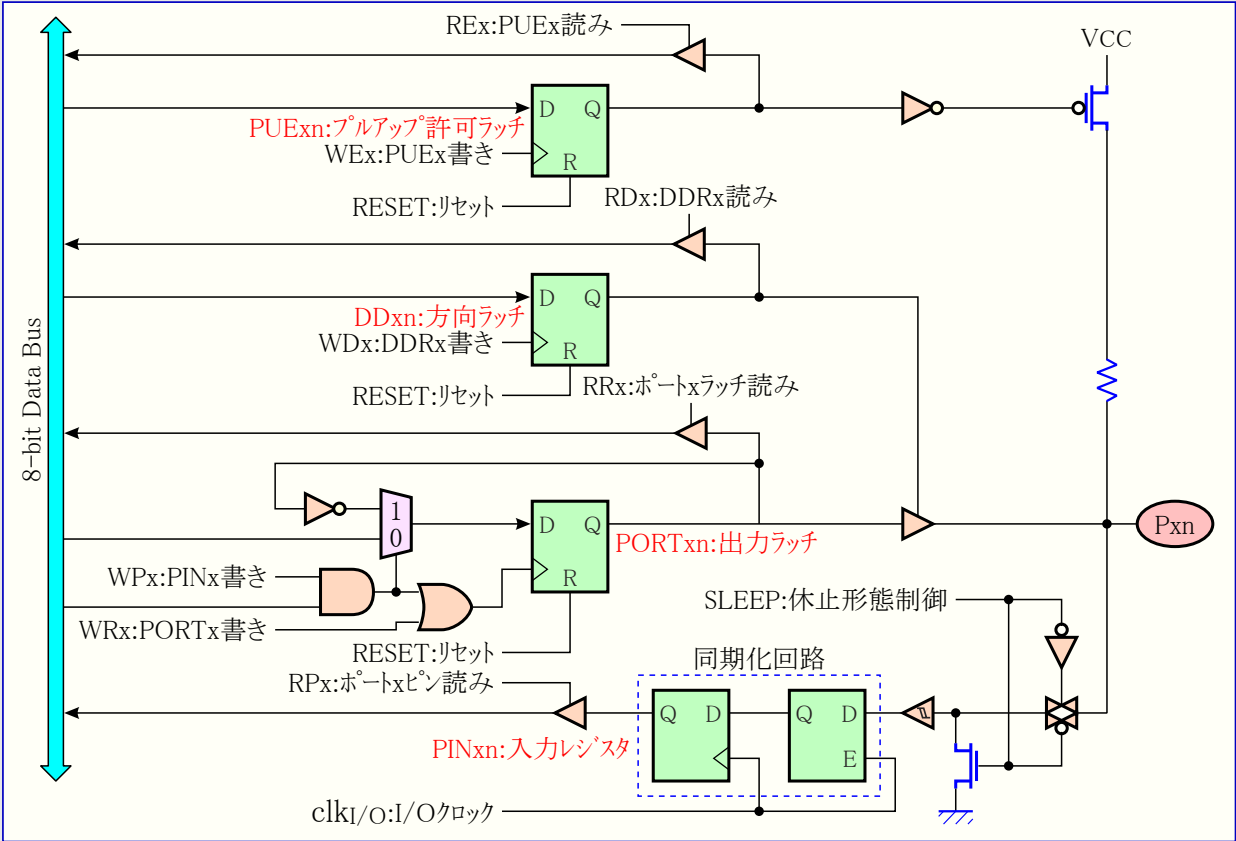 REx:PUEx読み
VCC
D Q
PUExn:プルアップ許可ラッチ
WEx:PUEx書き
R
RESET:リセット
RDx:DDRx読み
D Q
DDxn:方向ラッチ
WDx:DDRx書き
R
RESET:リセット
RRx:ポートxラッチ読み
8-bit Data Bus
1
0
D Q
PORTxn:出力ラッチ
Pxn
WPx:PINx書き
R
WRx:PORTx書き
SLEEP:休止形態制御
RESET:リセット
同期化回路
RPx:ポートxピン読み
Q D
Q D
PINxn:入力レジスタ
E
clkI/O:I/Oクロック